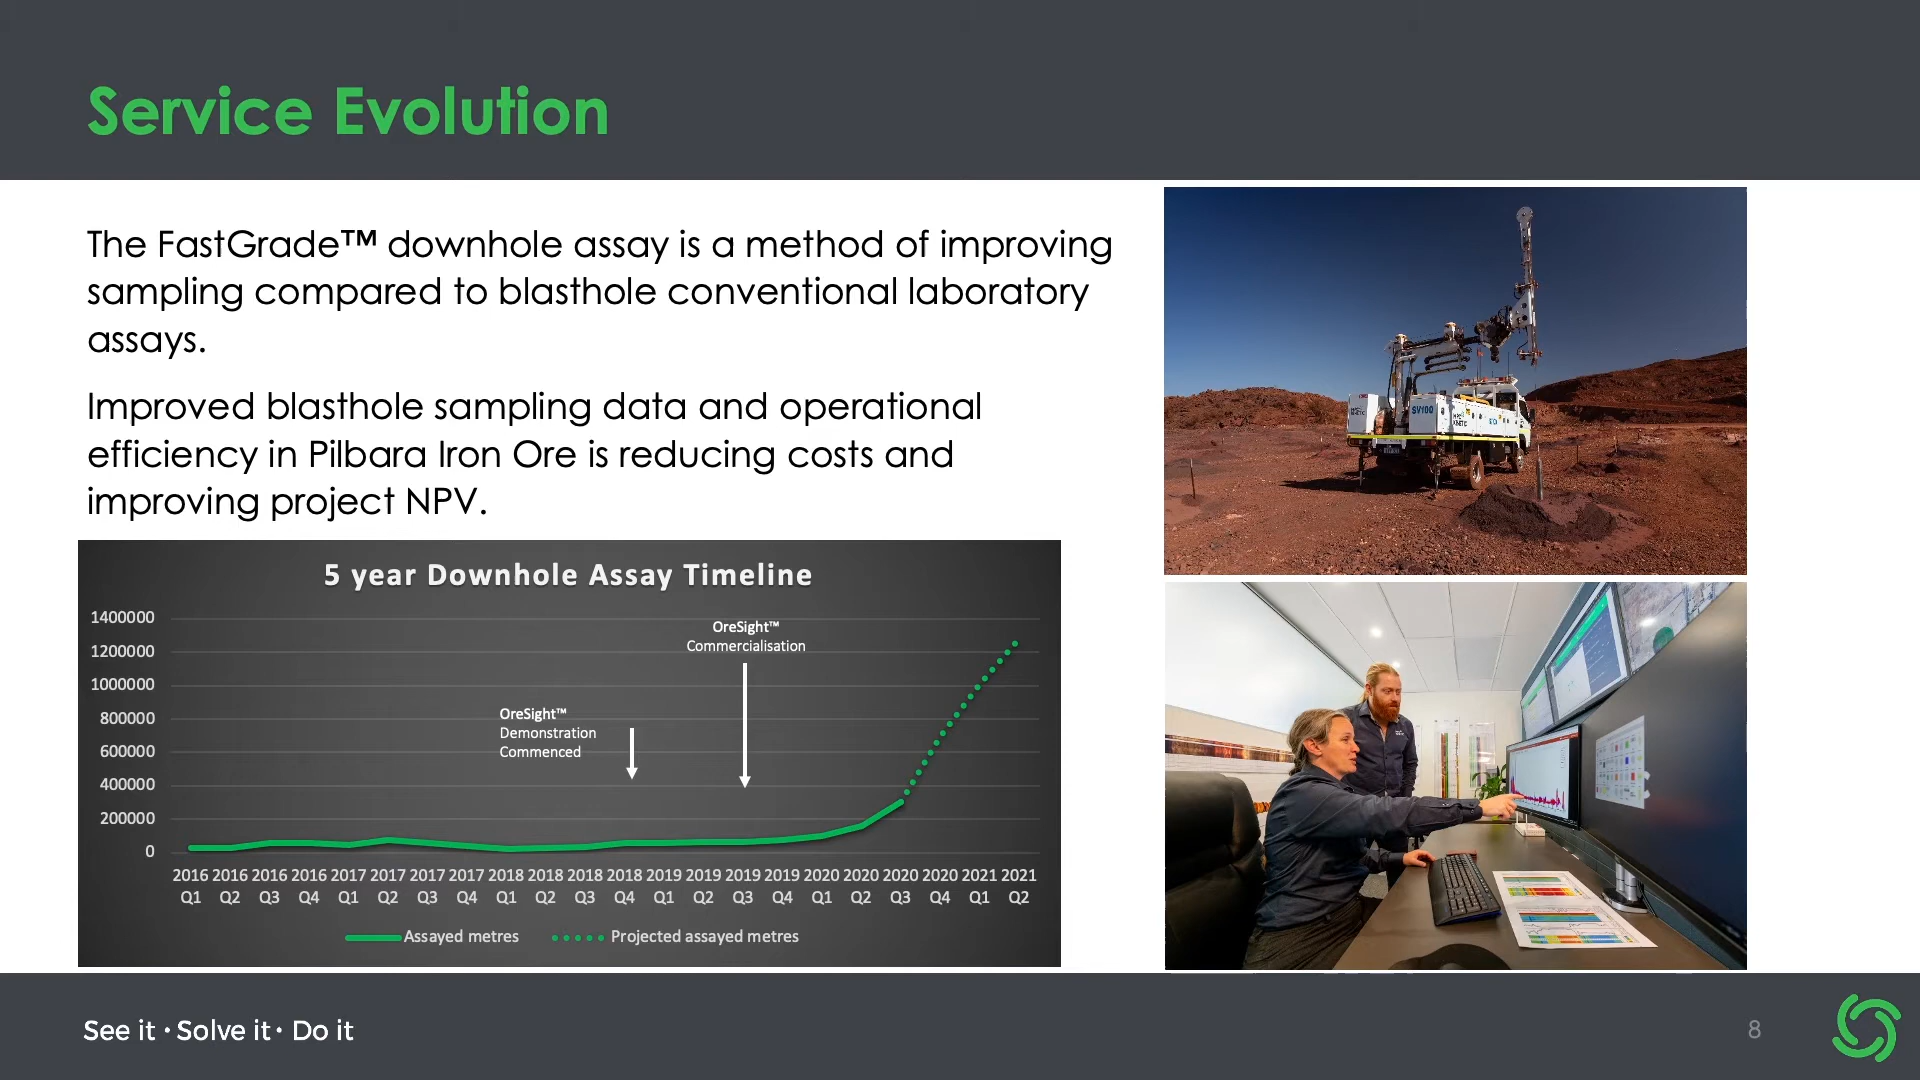 Service Evolution
The FastGrade™ downhole assay is a method of improving
sampling compared to blasthole conventional laboratory
assays.
Improved blasthole sampling data and operational
efficiency in Pilbara Iron Ore is reducing costs and
improving project NPV.
SV100
5 year Downhole Assay Timeline
1400000
1200000
1000000
800000
600000
400000
200000
0
OreSight™
Demonstration
Commenced
OreSight™
Commercialisation
2016 2016 2016 2016 2017 2017 2017 2017 2018 2018 2018 2018 2019 2019 2019 2019 2020 2020 2020 2020 2021 2021
Q1 Q2 Q3 Q4 Q1 Q2 Q3 Q4 Q1 Q2 Q3 Q4 Q1 Q2 Q3 Q4 Q1 Q2 Q3 Q4 Q1 Q2
Assayed metres
Projected assayed metres
See it · Solve it · Do it
8